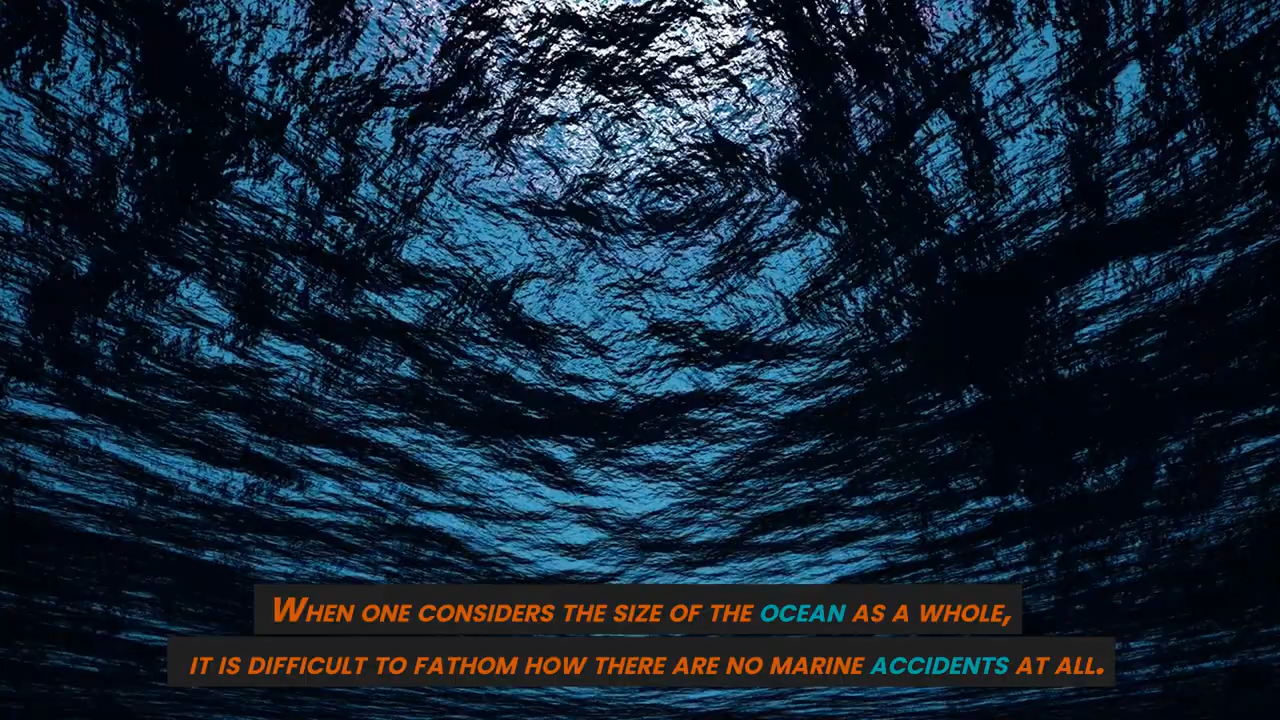 When one considers the size of the ocean as a whole,
it is difficult to fathom how there are no marine accidents at all.